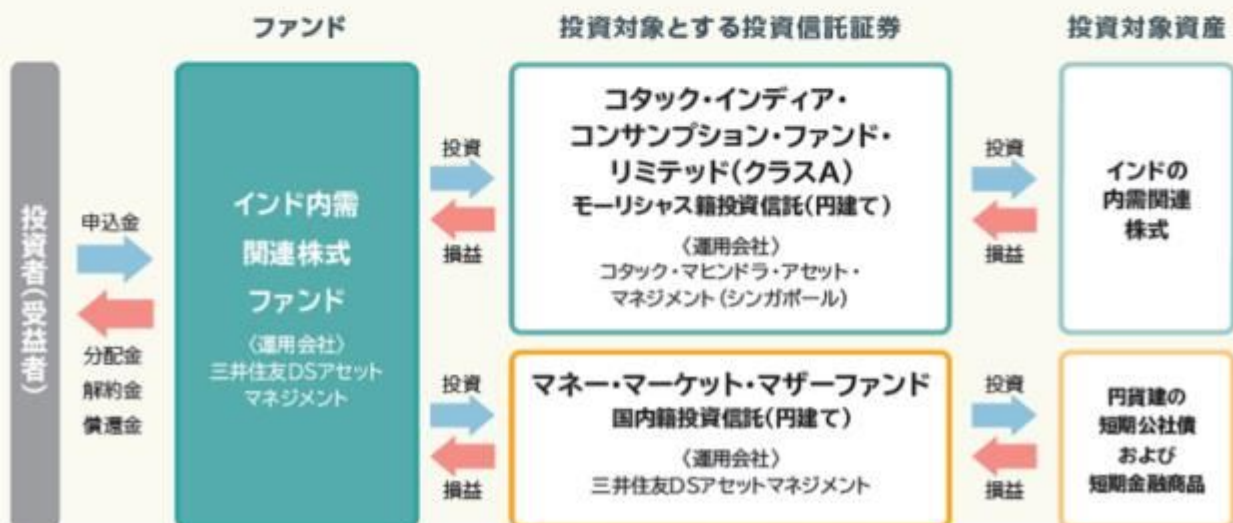 ファンド
投資対象とする投資信託証券
投資対象資産
投資者(受益者)
申込金
分配金
解約金
償還金
インド内需
関連株式
ファンド
〈運用会社〉
三井住友DSアセット
マネジメント
投資
損益
コタック・インディア・
コンサンプション・ファンド・
リミテッド(クラスA)
モーリシャス籍投資信託(円建て)
〈運用会社〉
コタック・マヒンドラ・アセット・
マネジメント(シンガポール)
投資
損益
インドの
内需関連
株式
投資
損益
マネー・マーケット・マザーファンド
国内籍投資信託(円建て)
〈運用会社〉
三井住友DSアセットマネジメント
投資
損益
円貨建の
短期公社債
および
短期金融商品